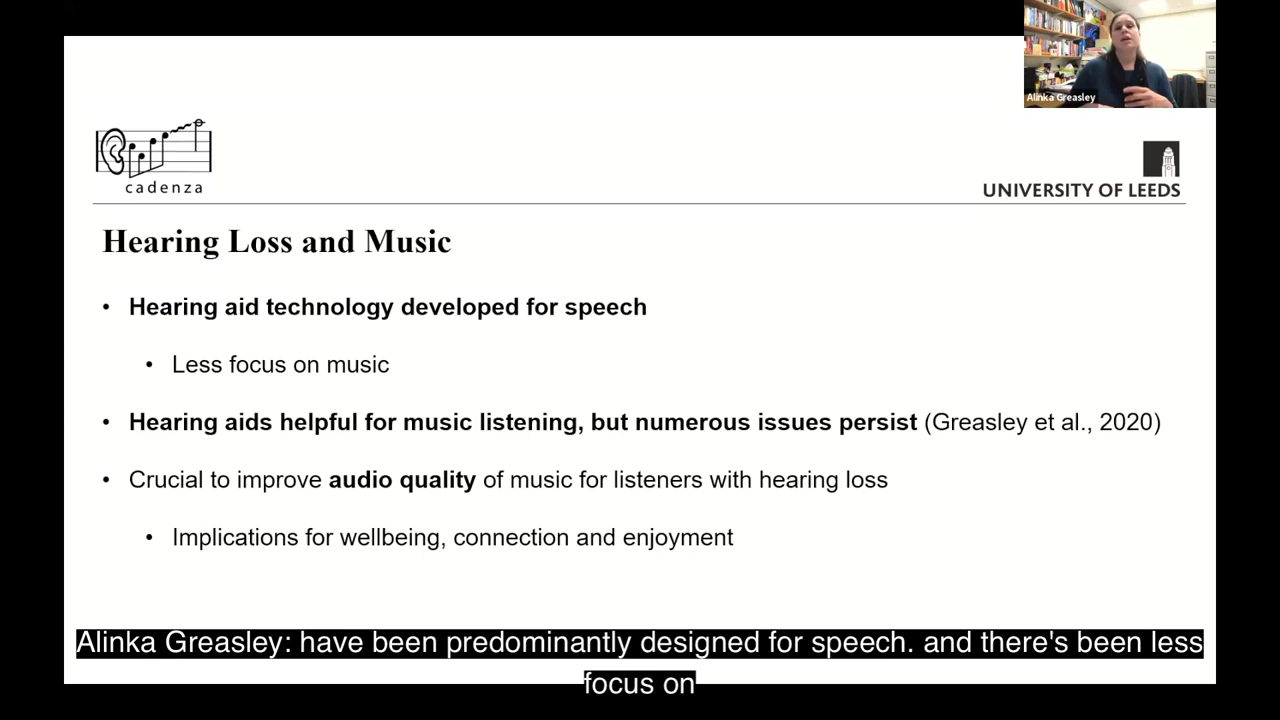 Alinka Greasley
cadenza
UNIVERSITY OF LEEDS
Hearing Loss and Music
• Hearing aid technology developed for speech
• Less focus on music
• Hearing aids helpful for music listening, but numerous issues persist (Greasley et al., 2020)
• Crucial to improve audio quality of music for listeners with hearing loss
• Implications for wellbeing, connection and enjoyment
Alinka Greasley: have been predominantly designed for speech. and there's been less
focus on